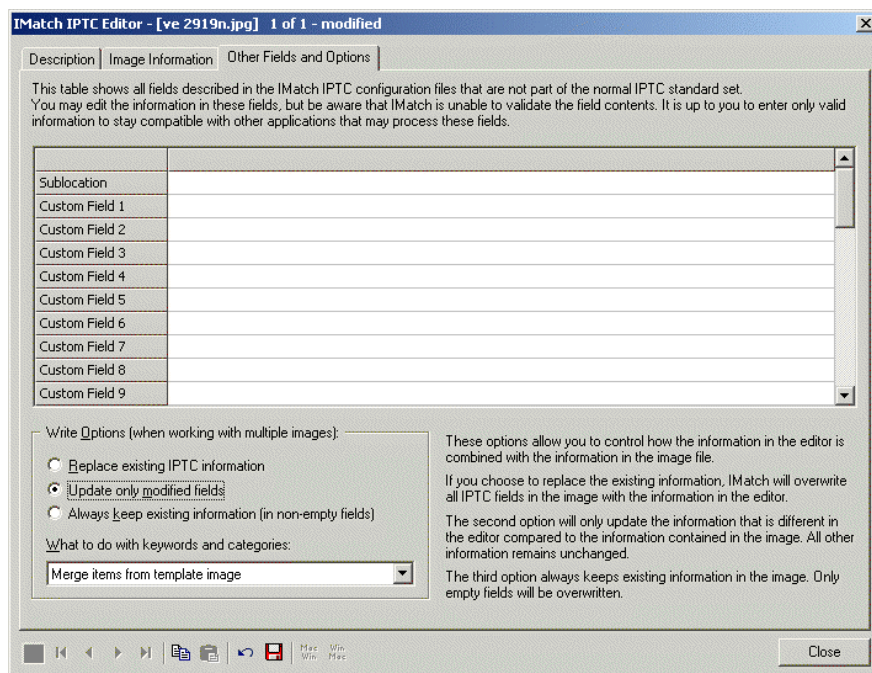 IMatch IPTC Editor - [ve 2919n.jpg]   1 of 1 - modified
Description
Image Information
Other Fields and Options
This table shows all fields described in the IMatch IPTC configuration files that are not part of the normal IPTC standard set.
You may edit the information in these fields, but be aware that IMatch is unable to validate the field contents. It is up to you to enter only valid
information to stay compatible with other applications that may process these fields.
Sublocation
Custom Field 1
Custom Field 2
Custom Field 3
Custom Field 4
Custom Field 5
Custom Field 6
Custom Field 7
Custom Field 8
Custom Field 9
Write Options (when working with multiple images):
Replace existing IPTC information
Update only modified fields
Always keep existing information (in non-empty fields)
What to do with keywords and categories:
Merge items from template image
These options allow you to control how the information in the editor is
combined with the information in the image file.
If you choose to replace the existing information, IMatch will overwrite
all IPTC fields in the image with the information in the editor.
The second option will only update the information that is different in
the editor compared to the information contained in the image. All other
information remains unchanged.
The third option always keeps existing information in the image. Only
empty fields will be overwritten.
Mac Win
Win Mac
Close